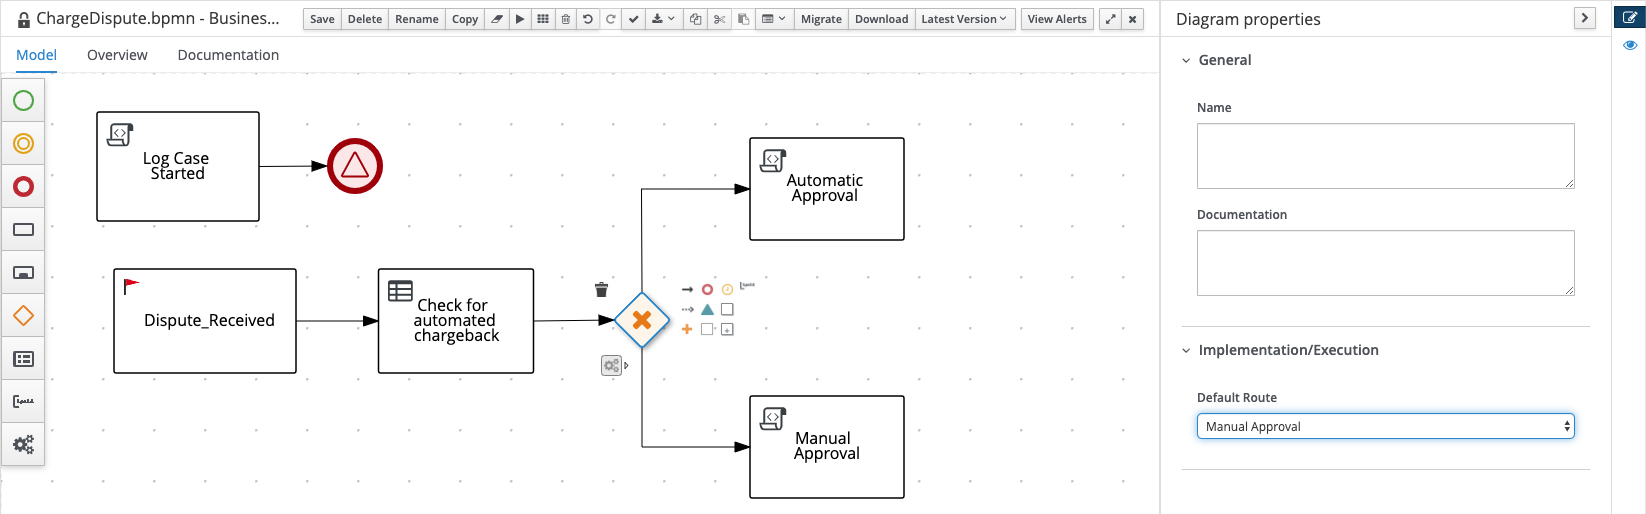 ChargeDispute.bpmn - Business...
Save Delete Rename Copy Migrate Download Latest Version View Alerts
Model Overview Documentation
Log Case
Started
Automatic
Approval
Dispute_Received
Check for
automated
chargeback
Manual
Approval
Diagram properties
General
Name
Documentation
Implementation/Execution
Default Route
Manual Approval